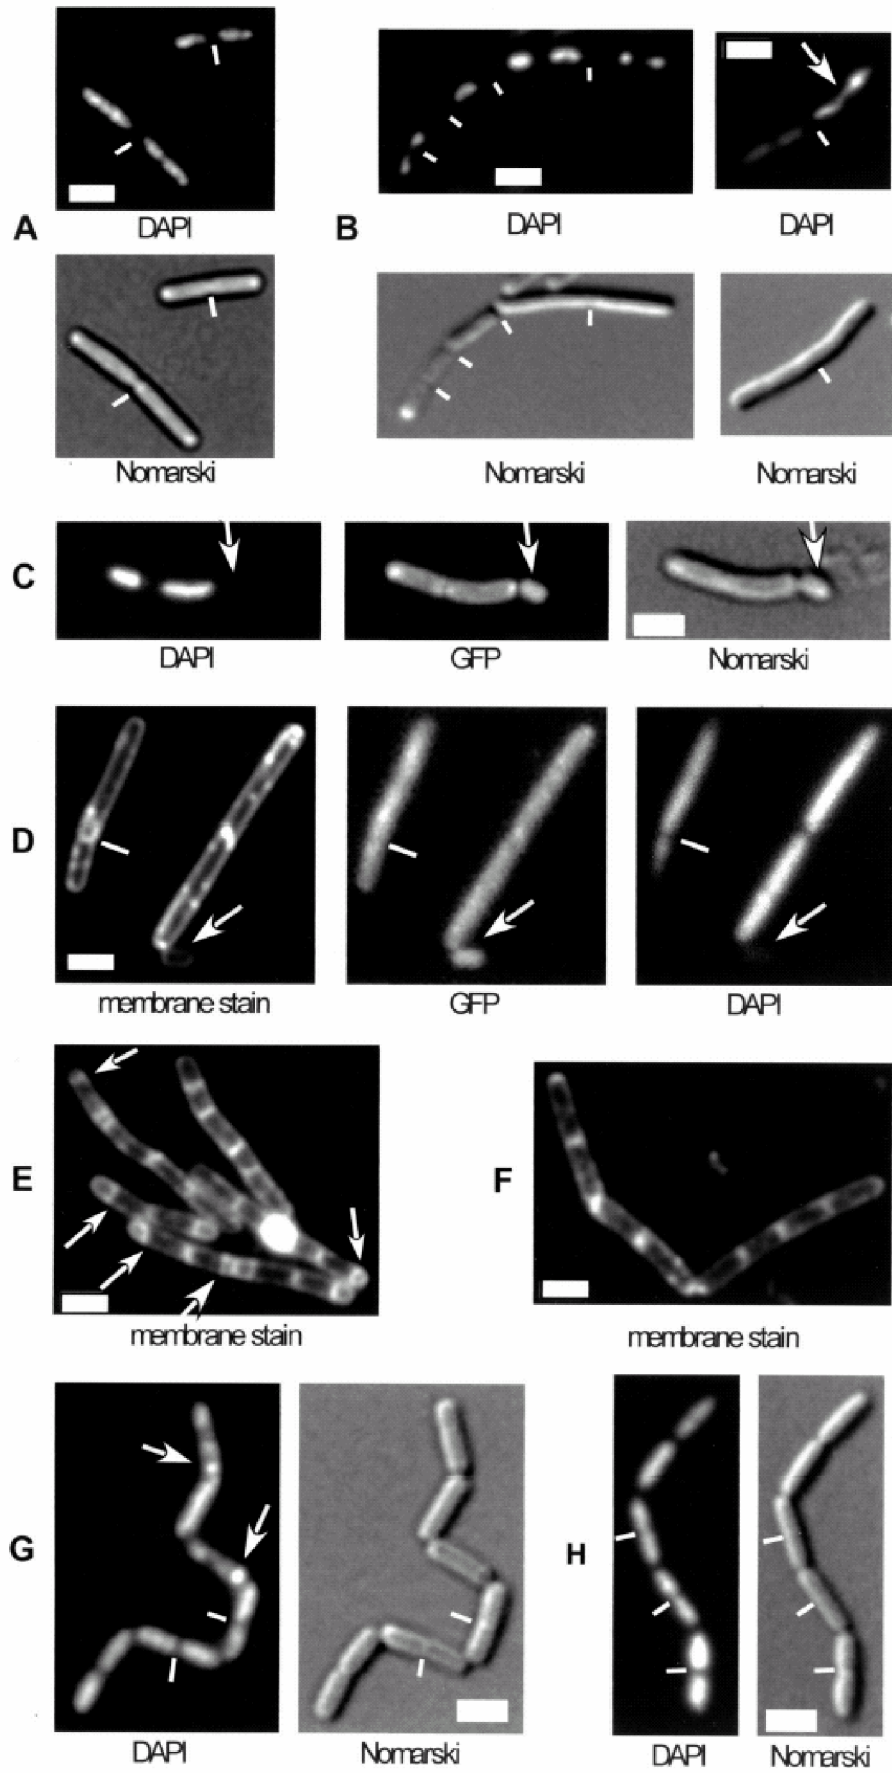 A
DAPI
B
DAPI
DAPI
Nomarski
Nomarski
Nomarski
C
DAPI
GFP
Nomarski
D
membrane stain
GFP
DAPI
E
membrane stain
F
membrane stain
G
DAPI
Nomarski
H
DAPI
Nomarski